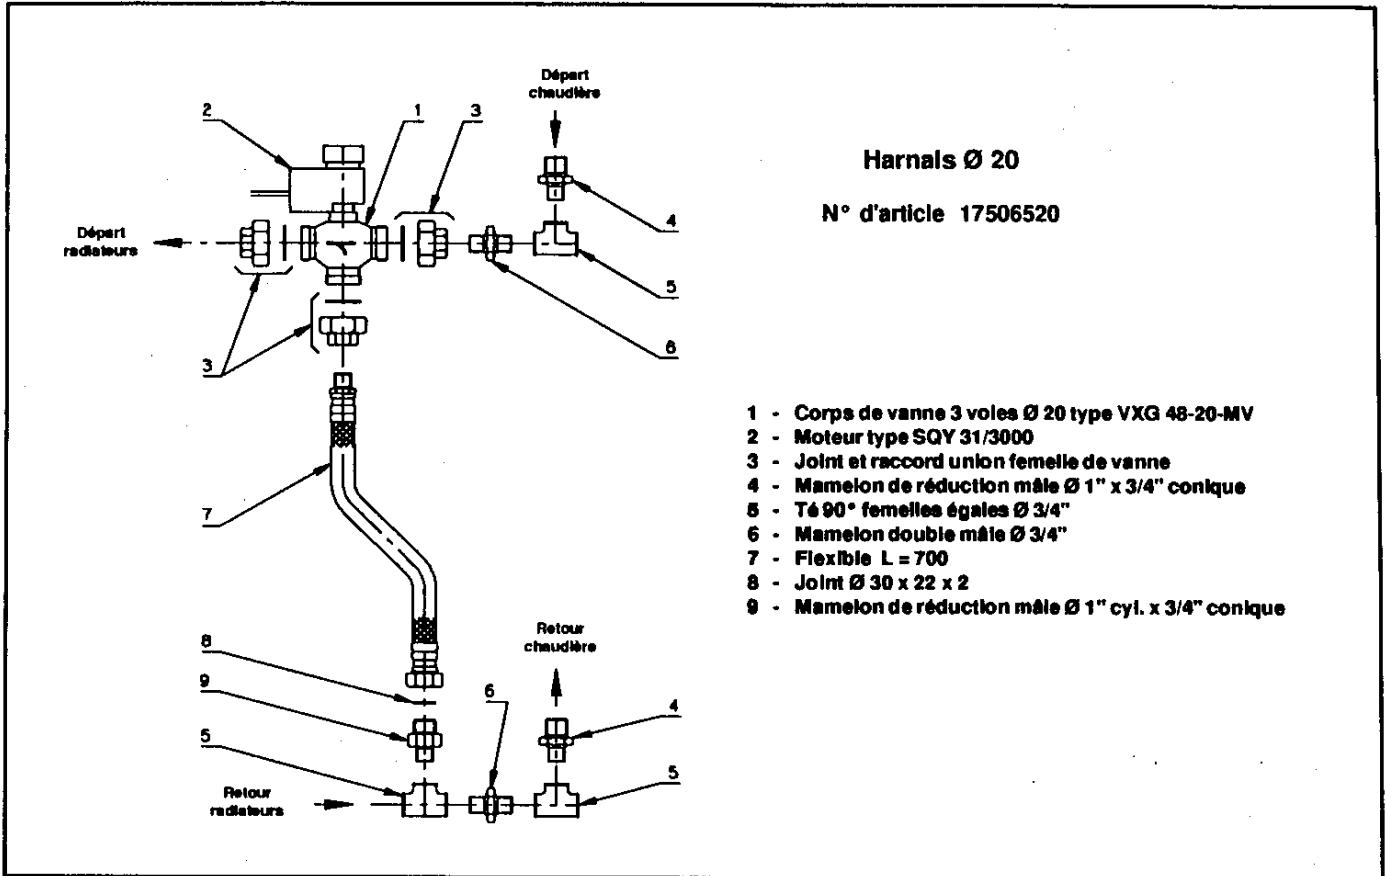 Départ
chaudière
2
1
3
Harnais Ø 20
N° d'article 17506520
4
Départ
radiateurs
5
6
3
1 - Corps de vanne 3 voies Ø 20 type VXG 48-20-MV
2 - Moteur type SQY 31/3000
3 - Joint et raccord union femelle de vanne
4 - Mamelon de réduction mâle Ø 1" x 3/4" conique
5 - Té 90° femelles égales Ø 3/4"
6 - Mamelon double mâle Ø 3/4"
7 - Flexible L = 700
8 - Joint Ø 30 x 22 x 2
9 - Mamelon de réduction mâle Ø 1" cyl. x 3/4" conique
7
Retour
chaudière
8
9
6
4
5
5
Retour
radiateurs